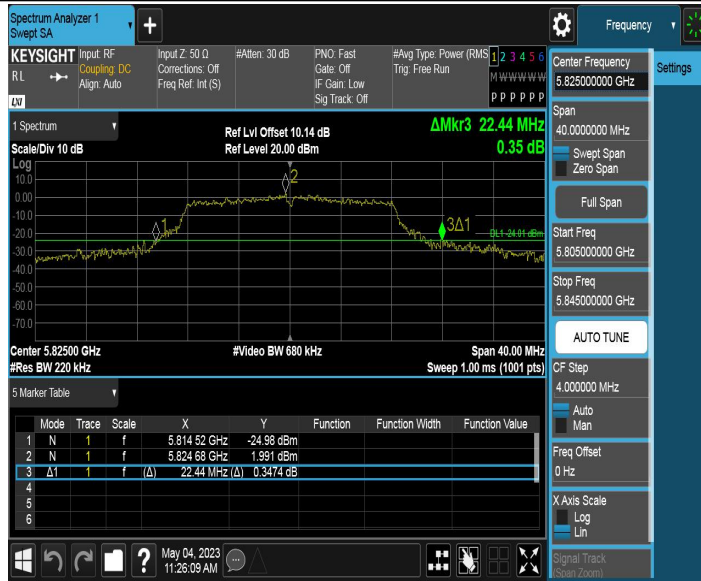 Spectrum Analyzer 1
Swept SA
Frequency
KEYSIGHT
RL
LXI
Input: RF
Coupling: DC
Align: Auto
Input Z: 50 Ω
Corrections: Off
Freq Ref: Int (S)
#Atten: 30 dB
PNO: Fast
Gate: Off
IF Gain: Low
Sig Track: Off
#Avg Type: Power (RMS
Trig: Free Run
1 2 3 4 5 6
M W W W W W
P P P P P P
1 Spectrum
Scale/Div 10 dB
Ref Lvl Offset 10.14 dB
Ref Level 20.00 dBm
ΔMkr3 22.44 MHz
0.35 dB
Log
10.0
0.00
-10.0
-20.0
-30.0
-40.0
-50.0
-60.0
-70.0
1
2
3Δ1
DL1 -24.01 dBm
Center 5.82500 GHz
#Res BW 220 kHz
#Video BW 680 kHz
Span 40.00 MHz
Sweep 1.00 ms (1001 pts)
5 Marker Table
Mode Trace Scale X Y Function Function Width Function Value
1 N 1 f 5.814 52 GHz -24.98 dBm
2 N 1 f 5.824 68 GHz 1.991 dBm
3 Δ1 1 f (Δ) 22.44 MHz (Δ) 0.3474 dB
4
5
6
May 04, 2023
11:26:09 AM
Center Frequency
5.825000000 GHz
Settings
Span
40.0000000 MHz
Swept Span
Zero Span
Full Span
Start Freq
5.805000000 GHz
Stop Freq
5.845000000 GHz
AUTO TUNE
CF Step
4.000000 MHz
Auto
Man
Freq Offset
0 Hz
X Axis Scale
Log
Lin
Signal Track
(Span Zoom)